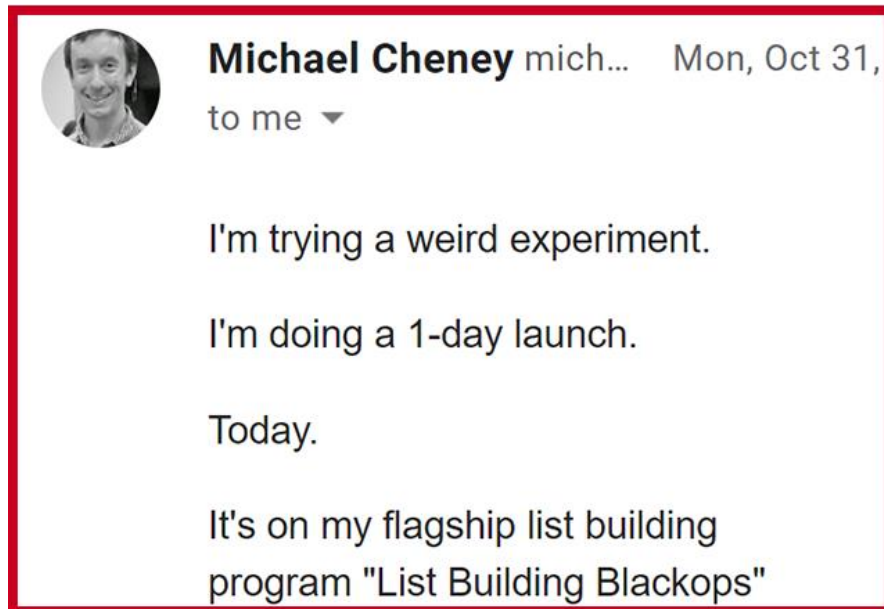 Michael Cheney mich... Mon, Oct 31,
to me
I'm trying a weird experiment.
I'm doing a 1-day launch.
Today.
It's on my flagship list building
program "List Building Blackops"